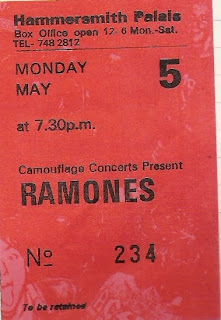 Hammersmith Palais
Box Office open 12-6 Mon.-Sat.
TEL- 748 2812
MONDAY 5
MAY
at 7.30p.m.
Camouflage Concerts Present
RAMONES
No 234
To be retained